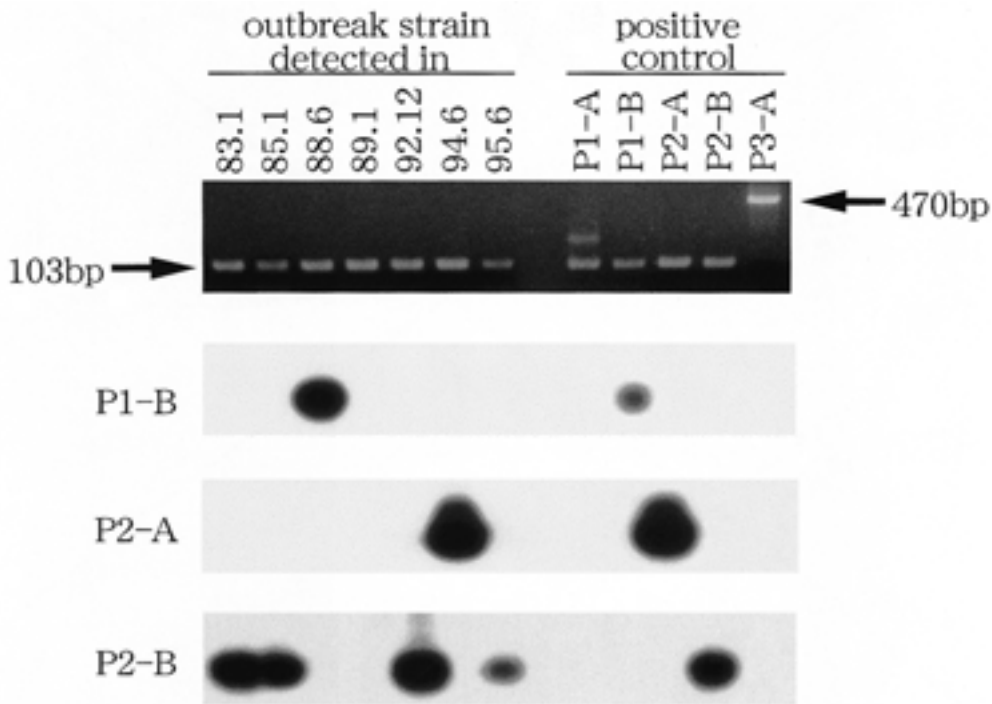 outbreak strain
detected in
positive
control
83.1
85.1
88.6
89.1
92.12
94.6
95.6
P1-A
P1-B
P2-A
P2-B
P3-A
470bp
103bp
P1-B
P2-A
P2-B